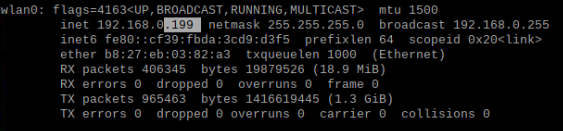 wlan0: flags=4163<UP,BROADCAST,RUNNING,MULTICAST>  mtu 1500
inet 192.168.0.199  netmask 255.255.255.0  broadcast 192.168.0.255
inet6 fe80::cf39:fbda:3cd9:d3f5  prefixlen 64  scopeid 0x20<link>
ether b8:27:eb:03:82:a3  txqueuelen 1000  (Ethernet)
RX packets 406345  bytes 19879526 (18.9 MiB)
RX errors 0  dropped 0  overruns 0  frame 0
TX packets 965463  bytes 1416619445 (1.3 GiB)
TX errors 0  dropped 0 overruns 0  carrier 0  collisions 0